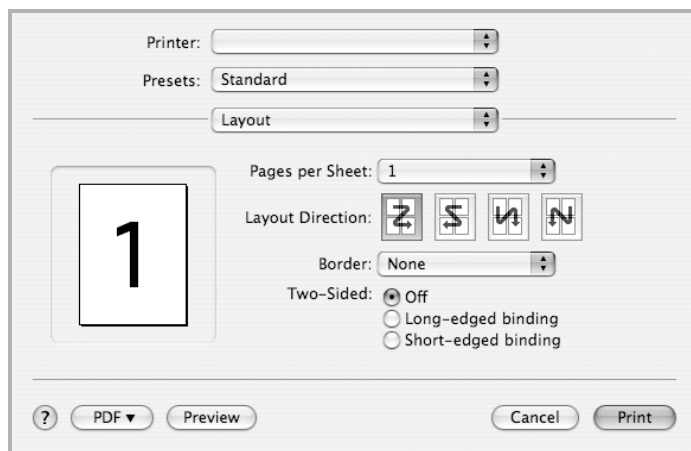 Printer:
Presets: Standard
Layout
Pages per Sheet: 1
1
Layout Direction:
Border: None
Two-Sided: Off
Long-edged binding
Short-edged binding
? PDF▼ Preview Cancel Print